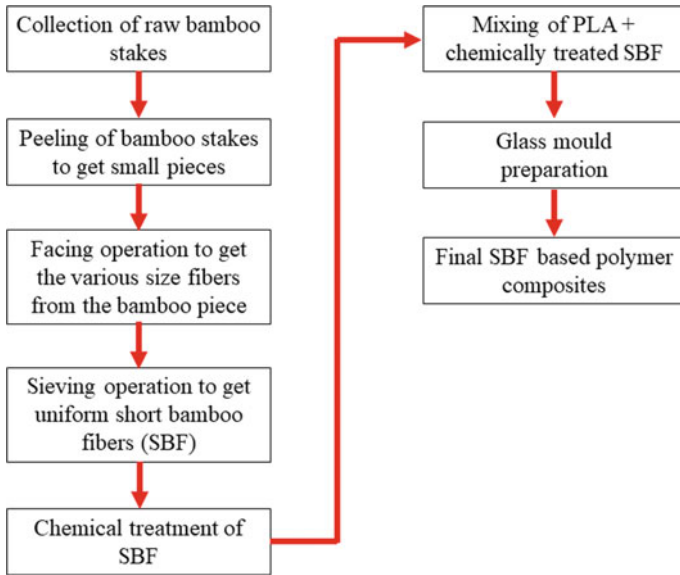 Collection of raw bamboo
stakes
Peeling of bamboo stakes
to get small pieces
Facing operation to get
the various size fibers
from the bamboo piece
Sieving operation to get
uniform short bamboo
fibers (SBF)
Chemical treatment of
SBF
Mixing of PLA +
chemically treated SBF
Glass mould
preparation
Final SBF based polymer
composites